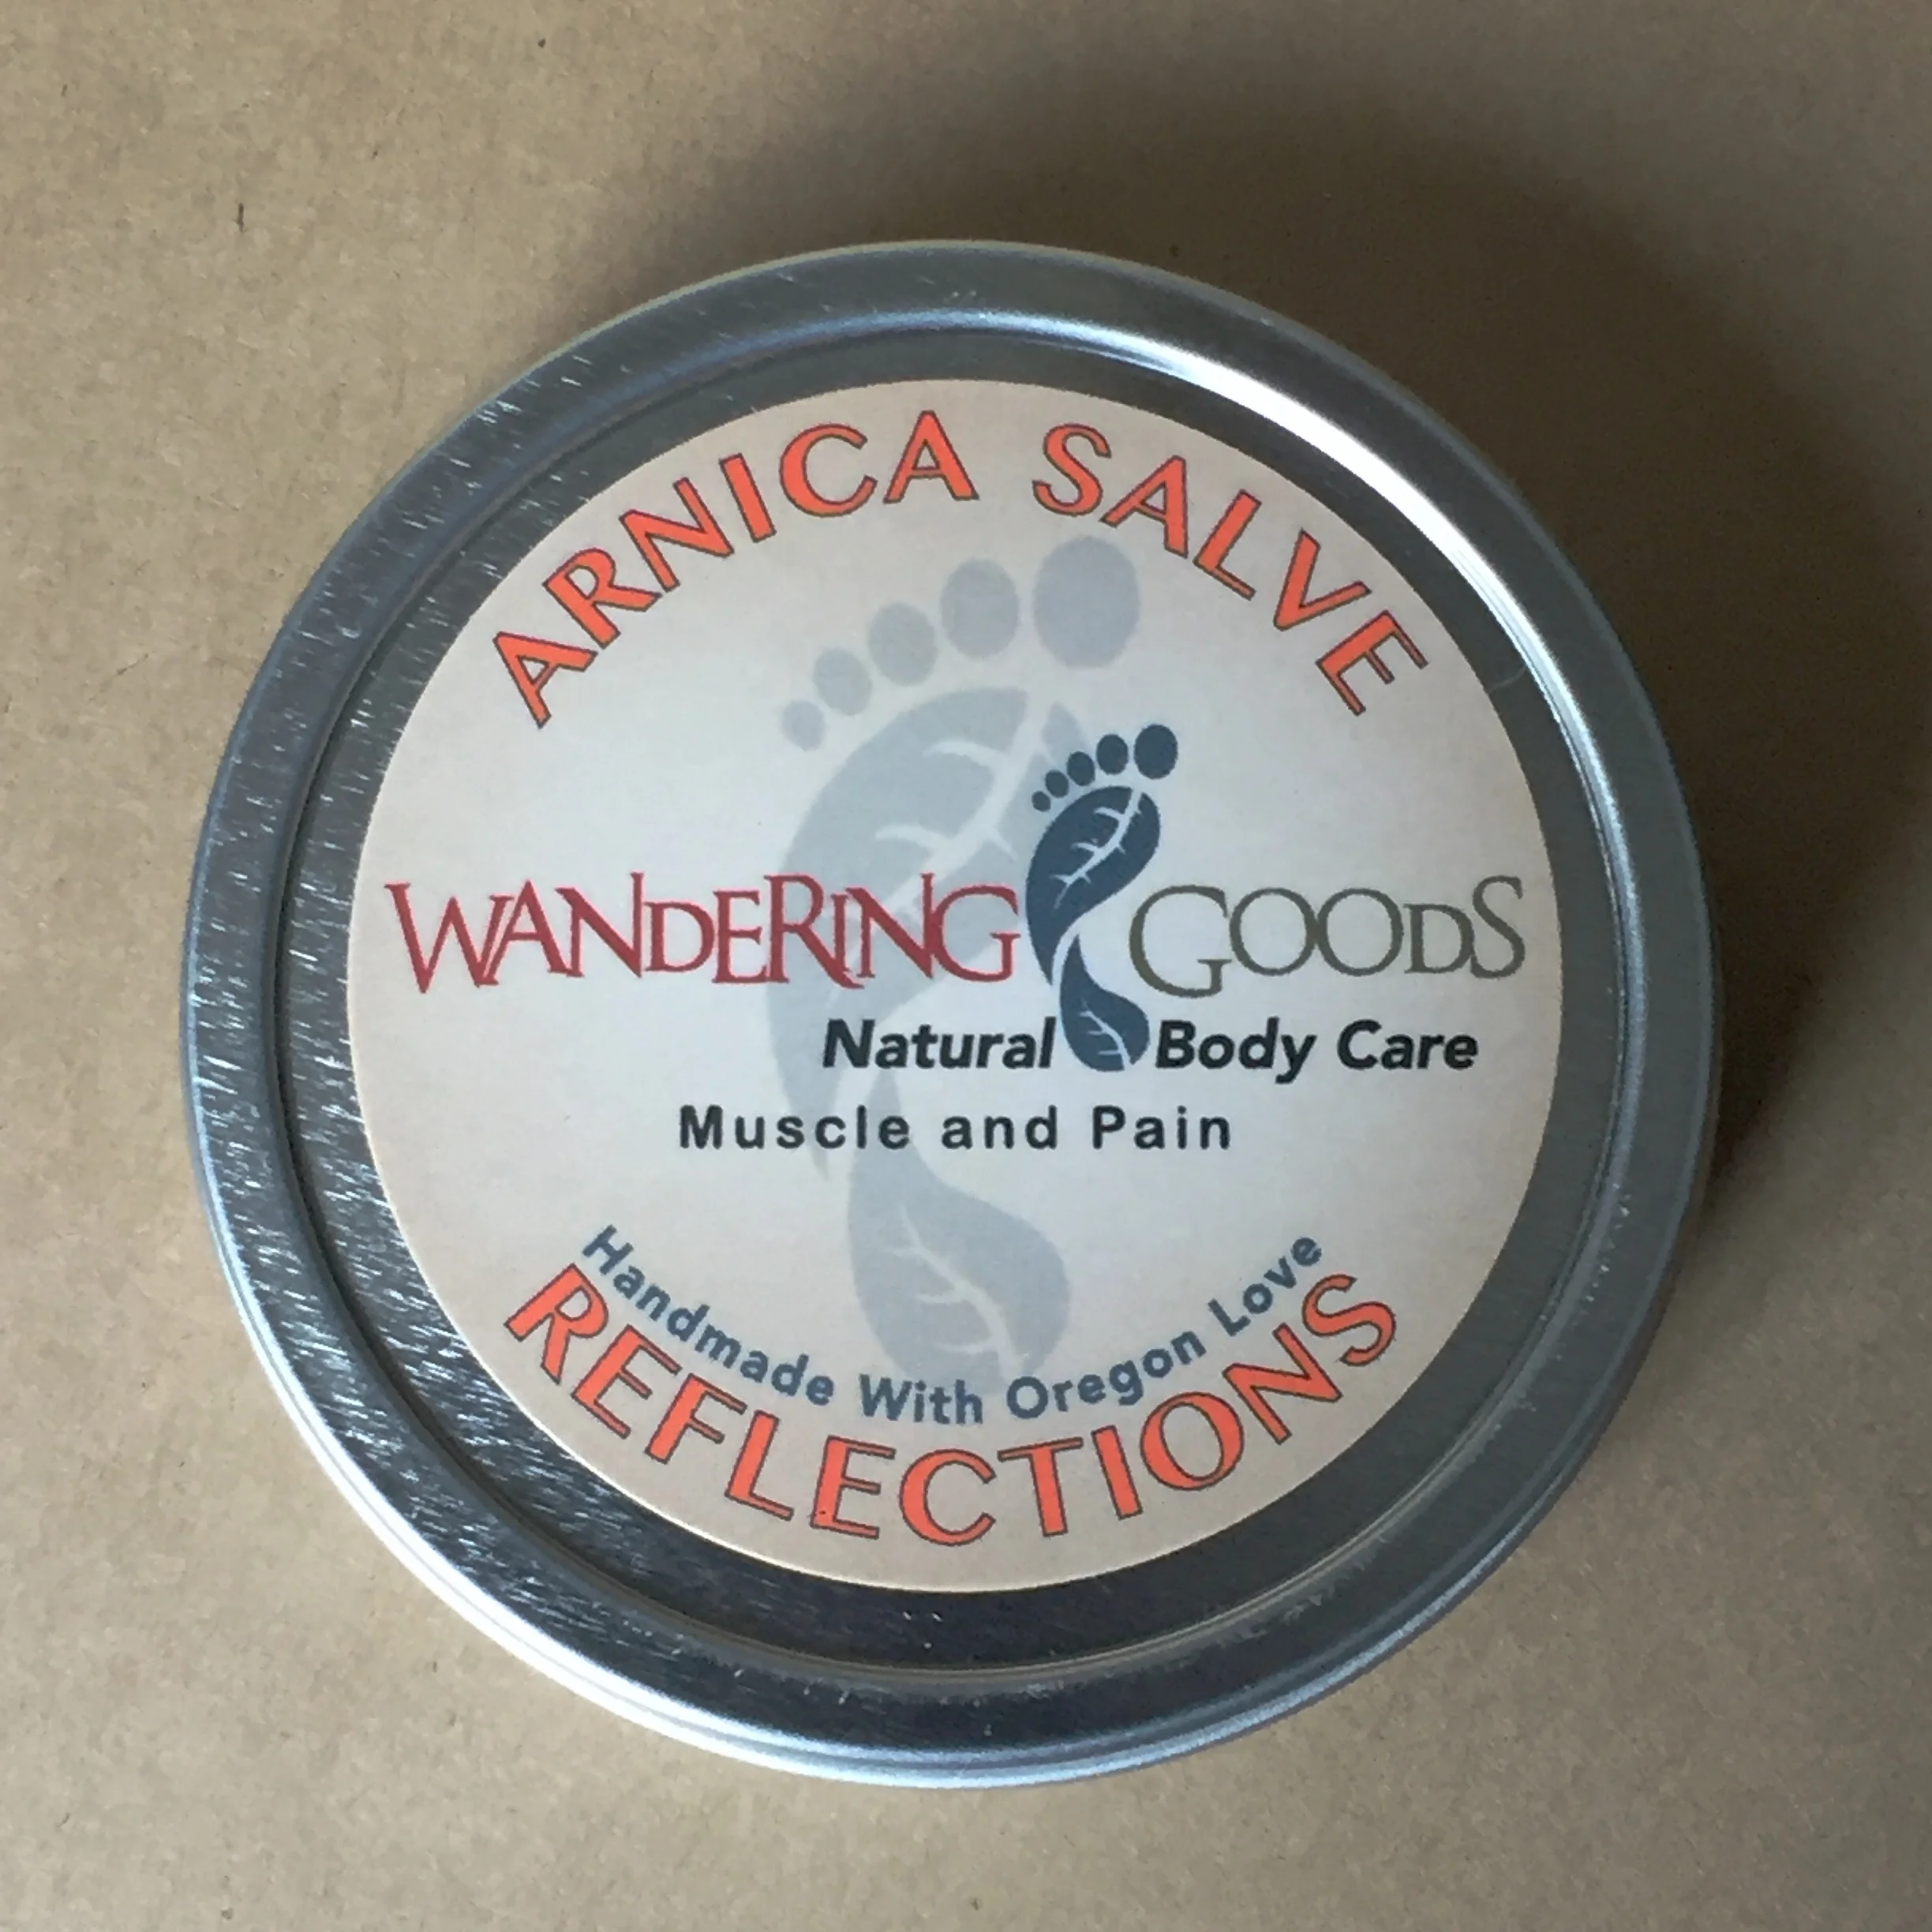 ARNICA SALVE
WANDERING GOODS
Natural Body Care
Muscle and Pain
Handmade With Oregon Love
REFLECTIONS